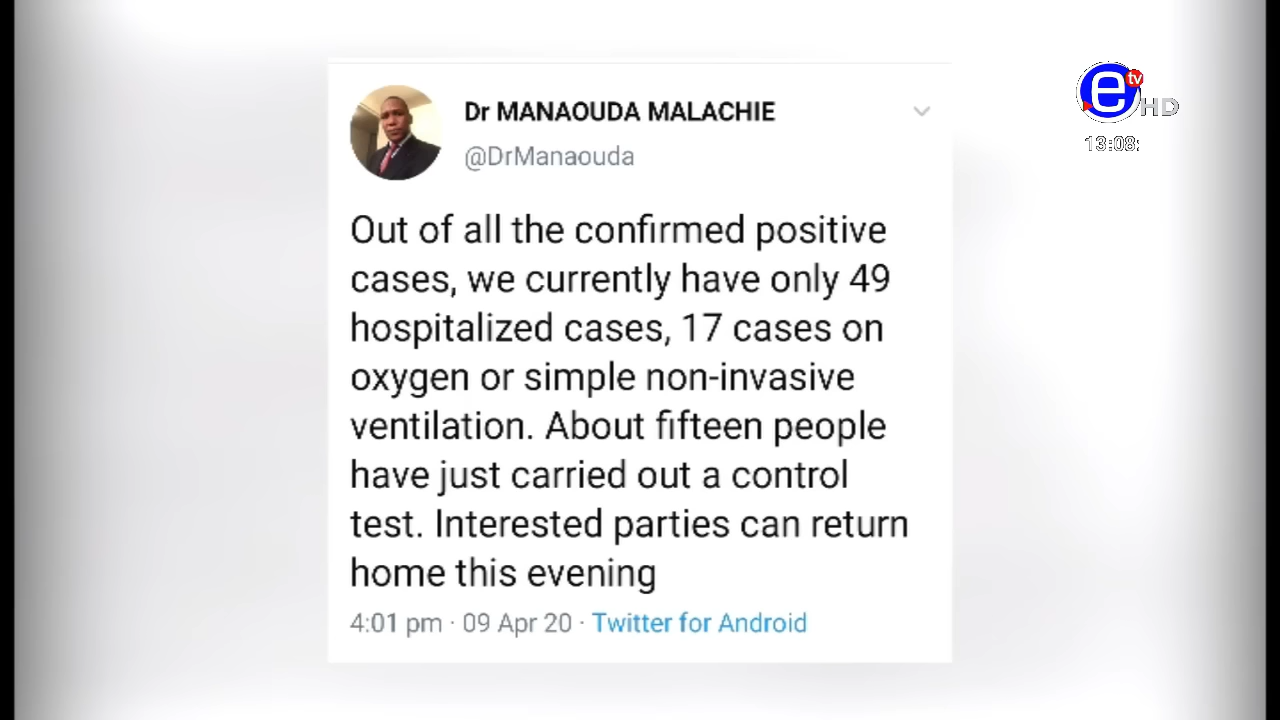 Dr MANAOUDA MALACHIE
@DrManaouda
Out of all the confirmed positive
cases, we currently have only 49
hospitalized cases, 17 cases on
oxygen or simple non-invasive
ventilation. About fifteen people
have just carried out a control
test. Interested parties can return
home this evening
4:01 pm · 09 Apr 20 · Twitter for Android
e tv
HD
13:08: